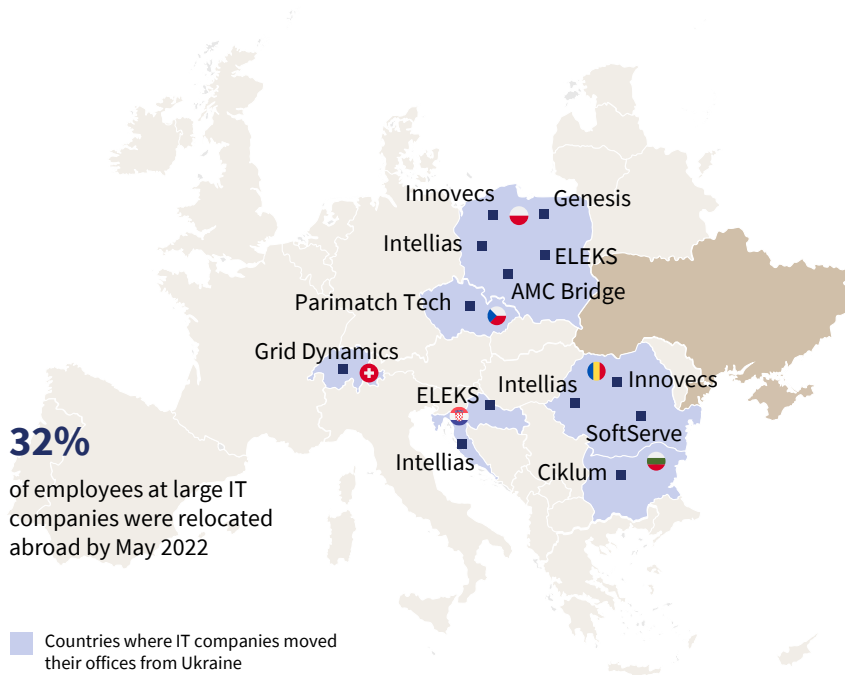 Innovecs
Genesis
Intellias
ELEKS
AMC Bridge
Parimatch Tech
Grid Dynamics
ELEKS
Intellias
Innovecs
SoftServe
Intellias
Ciklum
32%
of employees at large IT
companies were relocated
abroad by May 2022
Countries where IT companies moved
their offices from Ukraine